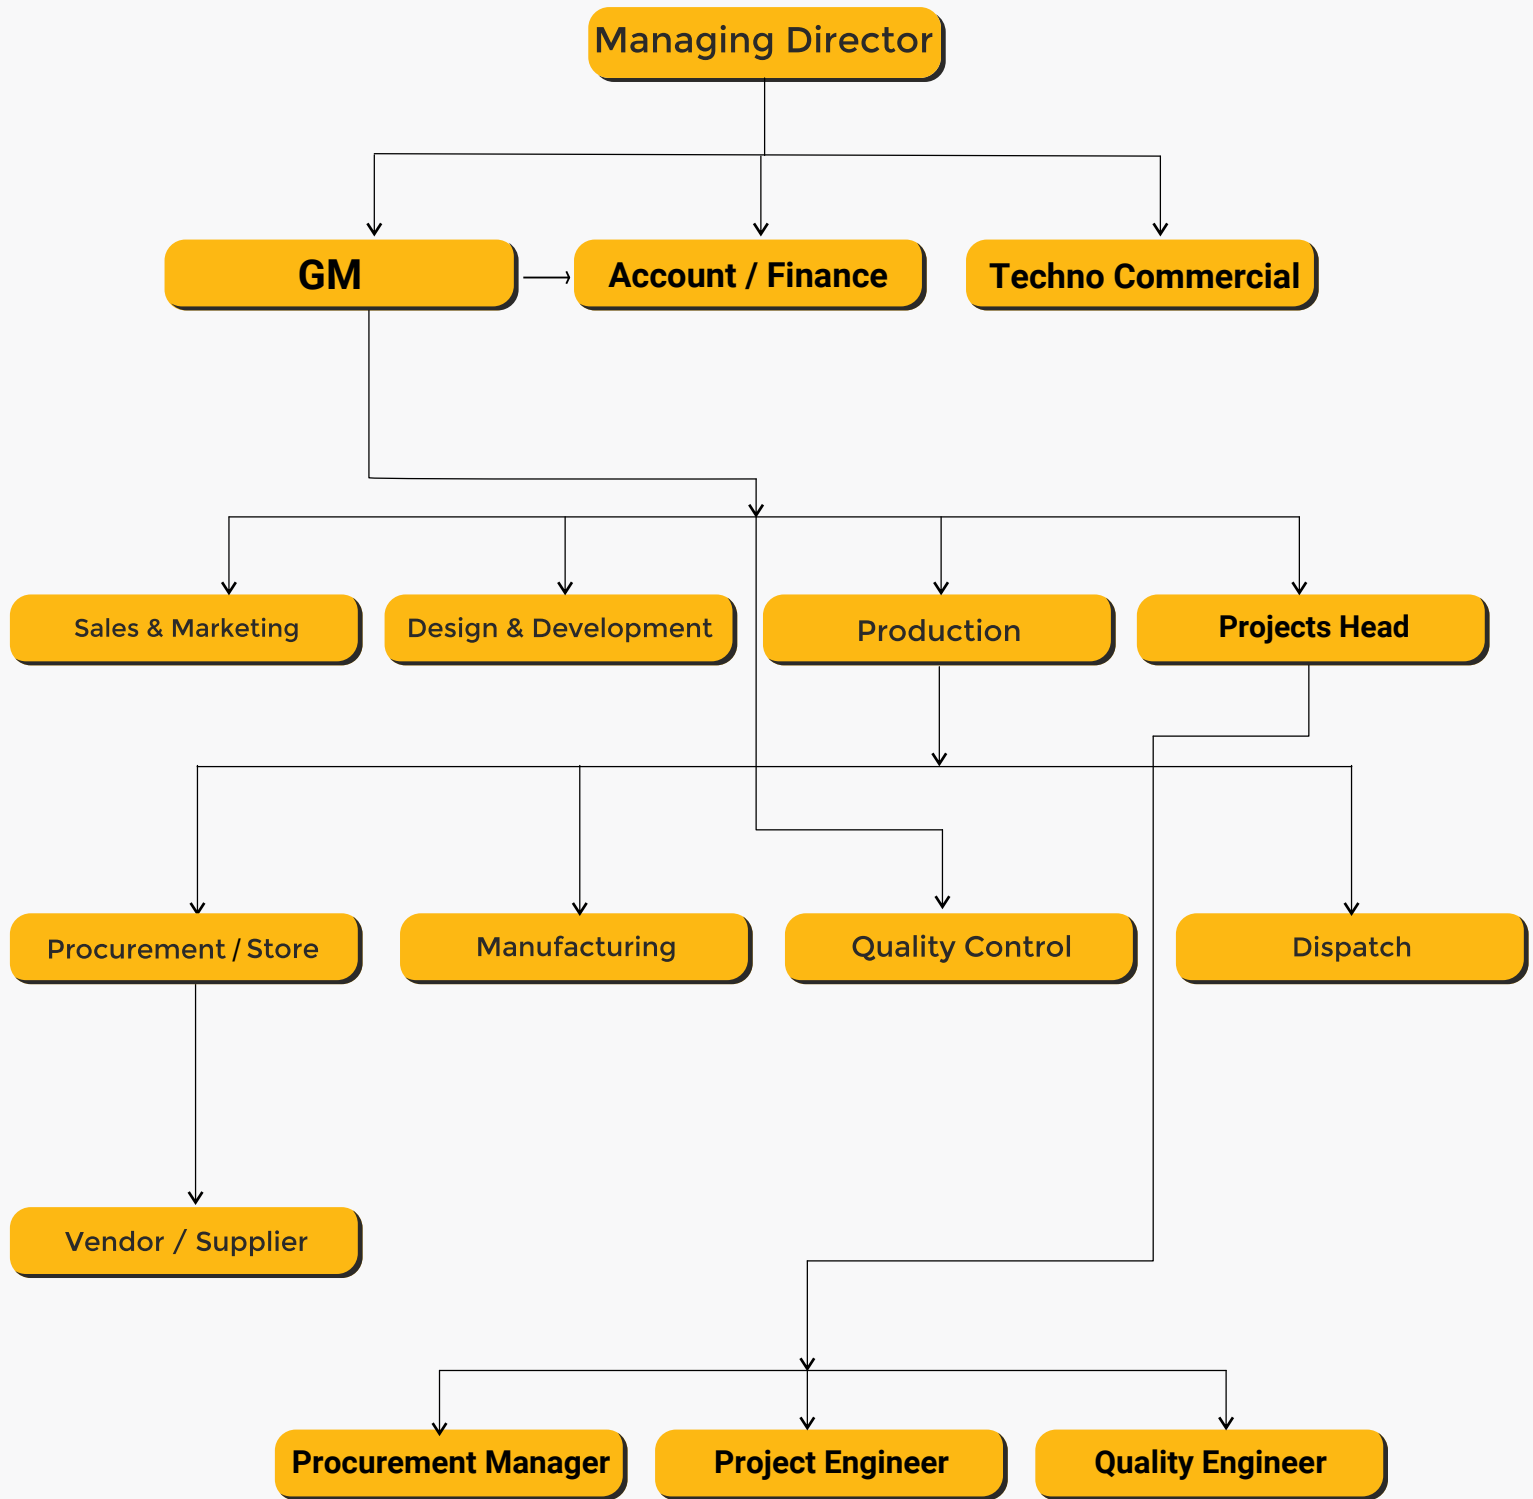 Managing Director
GM
Account / Finance
Techno Commercial
Sales & Marketing
Design & Development
Production
Projects Head
Procurement / Store
Manufacturing
Quality Control
Dispatch
Vendor / Supplier
Procurement Manager
Project Engineer
Quality Engineer